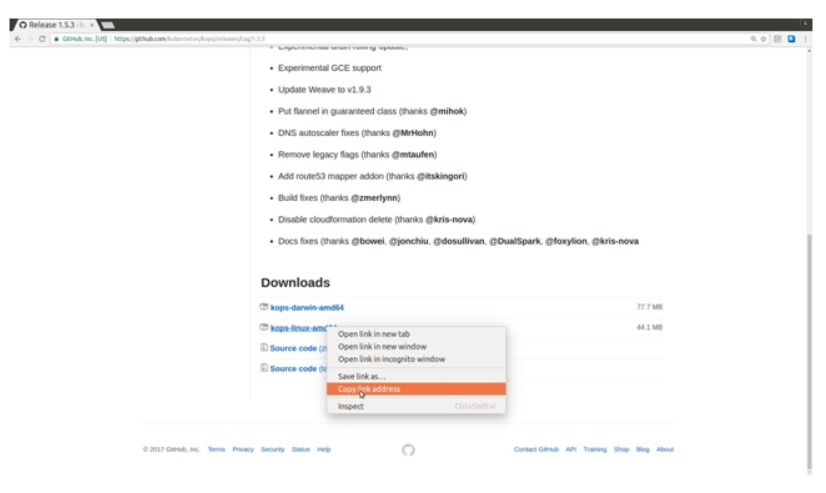 Release 1.5.3 · k
GitHub, Inc. [US] https://github.com/kubernetes/kops/releases/tag/1.5.3
• Experimental drain rolling update,
• Experimental GCE support
• Update Weave to v1.9.3
• Put flannel in guaranteed class (thanks @mihok)
• DNS autoscaler fixes (thanks @MrHohn)
• Remove legacy flags (thanks @mtaufen)
• Add route53 mapper addon (thanks @itskingori)
• Build fixes (thanks @zmerlynn)
• Disable cloudformation delete (thanks @kris-nova)
• Docs fixes (thanks @bowei, @jonchiu, @dosullivan, @DualSpark, @foxylion, @kris-nova
Downloads
kops-darwin-amd64 77.7 MB
kops-linux-amd64 44.1 MB
Open link in new tab
Source code (z
Open link in new window
Open link in incognito window
Source code (ta
Save link as...
Copy link address
Inspect Ctrl+Shift+I
© 2017 GitHub, Inc. Terms Privacy Security Status Help Contact GitHub API Training Shop Blog About